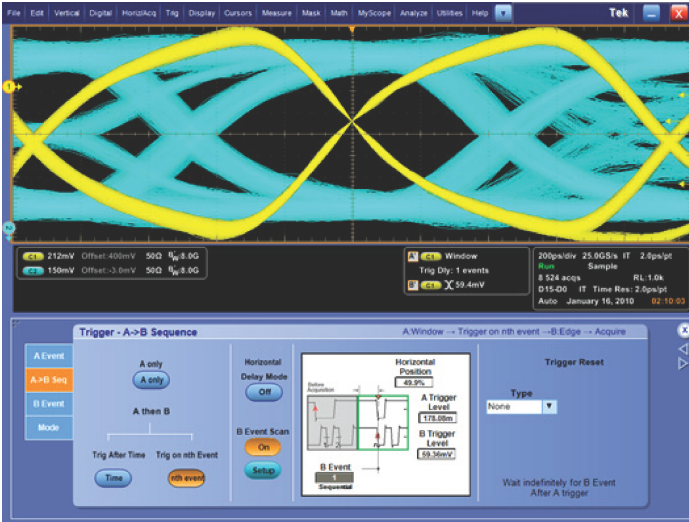 File Edit Vertical Digital Horiz/Acq Trig Display Cursors Measure Mask Math MyScope Analyze Utilities Help Tek X
1
2
C1 212mV Offset:400mV 50Ω BW:8.0G
C2 150mV Offset:-3.0mV 50Ω BW:8.0G
A' C1 Window
Trig Dly: 1 events
B' C1 59.4mV
200ps/div 25.0GS/s IT 2.0ps/pt
Run Sample
8 524 acqs RL:1.0k
D15-D0 IT Time Res: 2.0ps/pt
Auto January 16, 2010 02:10:03
Trigger - A->B Sequence
A:Window → Trigger on nth event →B:Edge → Acquire
X
A Event
A->B Seq
B Event
Mode
A only
A only
A then B
Trig After Time
Time
Trig on nth Event
nth event
Horizontal
Delay Mode
Off
B Event Scan
On
Setup
Before
Acquisition
Horizontal
Position
49.9%
A Trigger
Level
178.08m
B Trigger
Level
59.36mV
A
1 2 n
B Event
1
Sequential
Trigger Reset
Type
None
Wait indefinitely for B Event
After A trigger